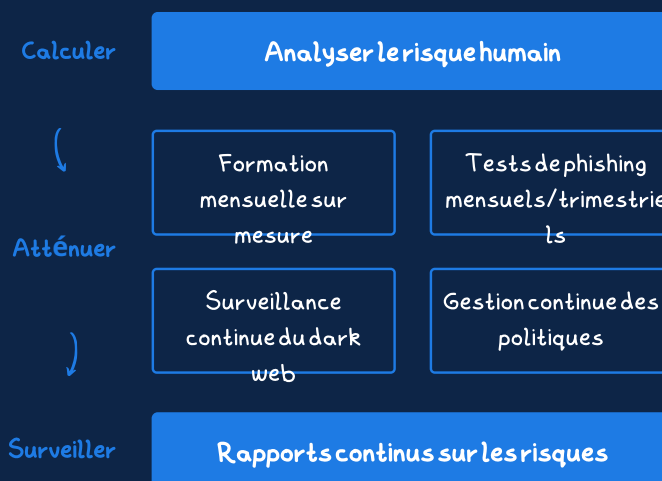 Calculer
Analyser le risque humain
Formation
mensuelle sur
mesure
Tests de phishing
mensuels/trimestrie
ls
Atténuer
Surveillance
continue du dark
web
Gestion continue des
politiques
Surveiller
Rapports continus sur les risques